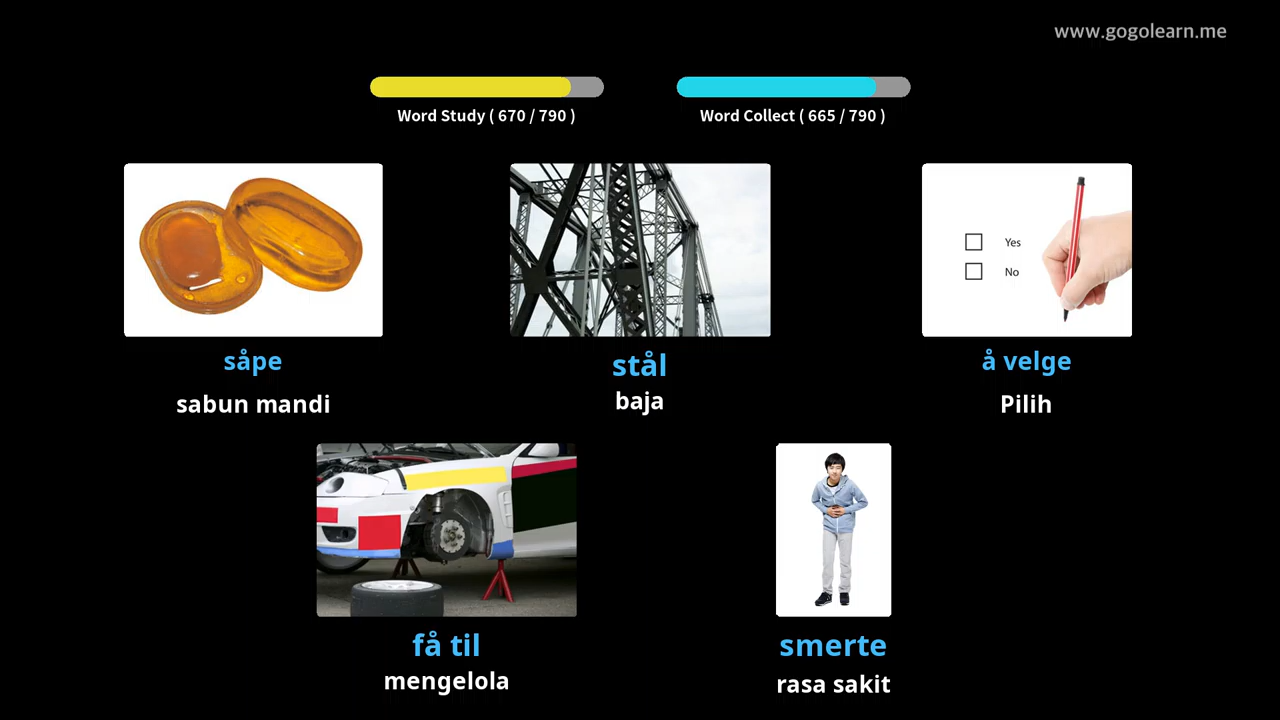 www.gogolearn.me
Word Study ( 670 / 790 )
Word Collect ( 665 / 790 )
Yes
No
såpe
stål
å velge
sabun mandi
baja
Pilih
få til
smerte
mengelola
rasa sakit